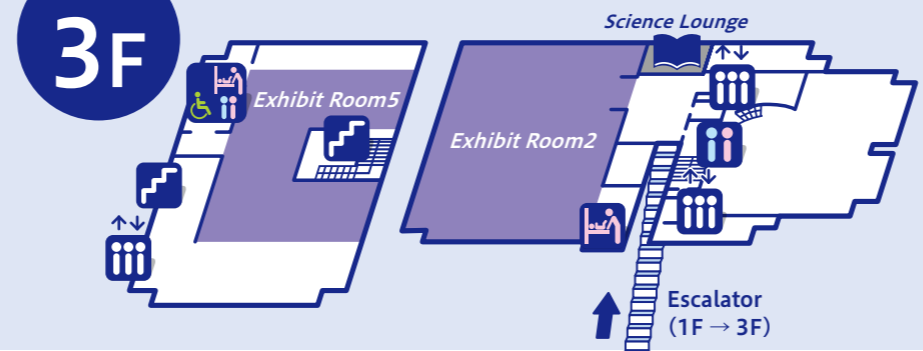 3F
Science Lounge
Exhibit Room5
Exhibit Room2
Escalator
(1F → 3F)